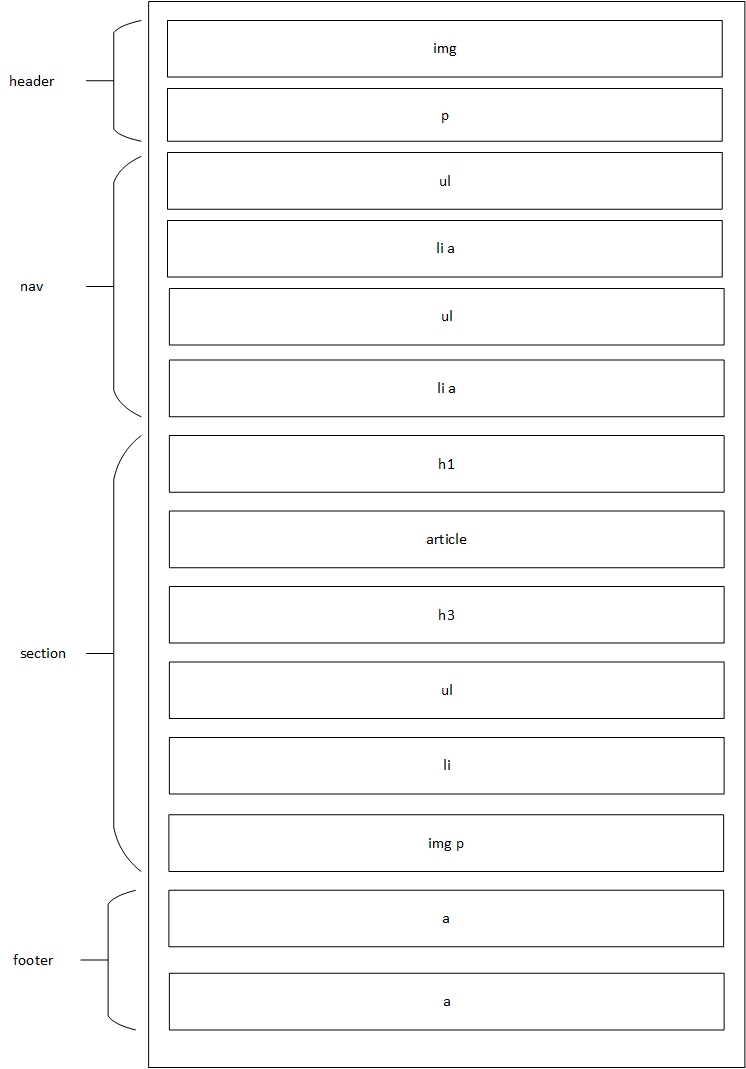 img
header
p
ul
li a
nav
ul
li a
h1
article
h3
section
ul
li
img p
a
footer
a